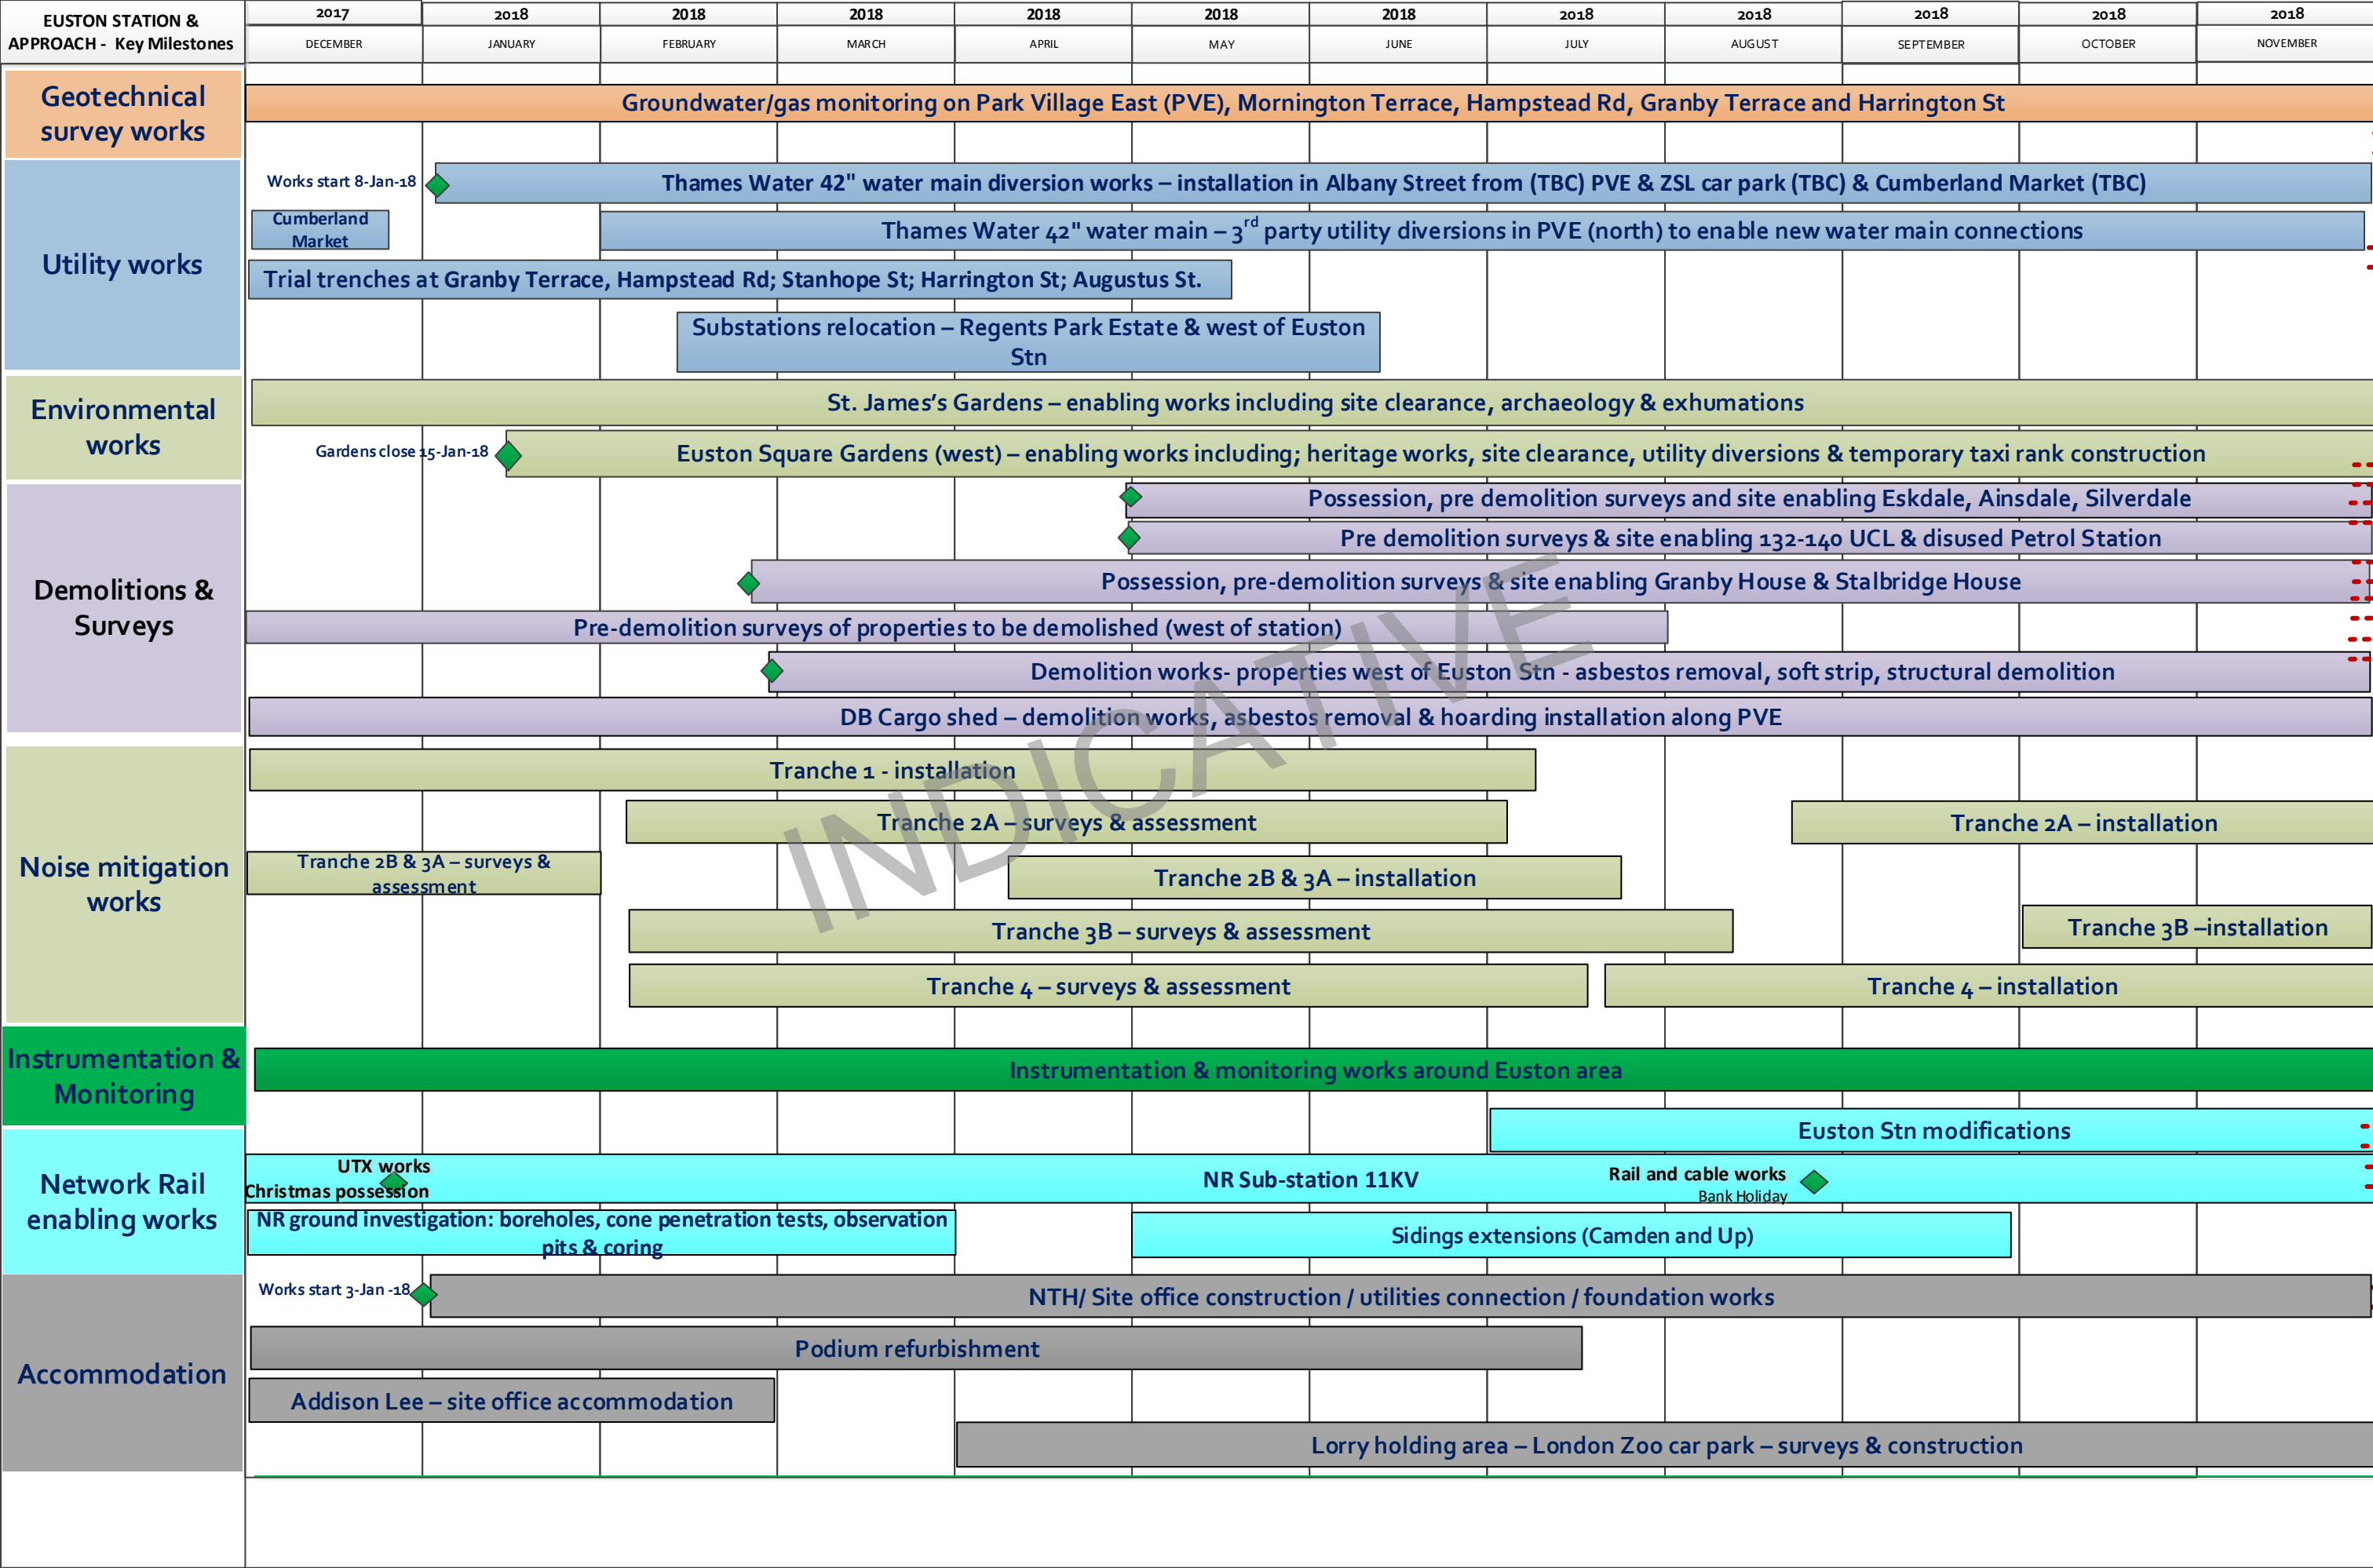 EUSTON STATION &
APPROACH - Key Milestones
2017 2018 2018 2018 2018 2018 2018 2018 2018 2018 2018 2018
DECEMBER JANUARY FEBRUARY MARCH APRIL MAY JUNE JULY AUGUST SEPTEMBER OCTOBER NOVEMBER
Geotechnical
survey works
Groundwater/gas monitoring on Park Village East (PVE), Mornington Terrace, Hampstead Rd, Granby Terrace and Harrington St
Utility works
Works start 8-Jan-18
Thames Water 42" water main diversion works – installation in Albany Street from (TBC) PVE & ZSL car park (TBC) & Cumberland Market (TBC)
Cumberland
Market
Thames Water 42" water main – 3rd party utility diversions in PVE (north) to enable new water main connections
Trial trenches at Granby Terrace, Hampstead Rd; Stanhope St; Harrington St; Augustus St.
Substations relocation – Regents Park Estate & west of Euston
Stn
Environmental
works
St. James’s Gardens – enabling works including site clearance, archaeology & exhumations
Gardens close 15-Jan-18
Euston Square Gardens (west) – enabling works including; heritage works, site clearance, utility diversions & temporary taxi rank construction
Demolitions &
Surveys
Possession, pre demolition surveys and site enabling Eskdale, Ainsdale, Silverdale
Pre demolition surveys & site enabling 132-140 UCL & disused Petrol Station
Possession, pre-demolition surveys & site enabling Granby House & Stalbridge House
Pre-demolition surveys of properties to be demolished (west of station)
Demolition works- properties west of Euston Stn - asbestos removal, soft strip, structural demolition
DB Cargo shed – demolition works, asbestos removal & hoarding installation along PVE
INDICATIVE
Noise mitigation
works
Tranche 1 - installation
Tranche 2A – surveys & assessment
Tranche 2A – installation
Tranche 2B & 3A – surveys &
assessment
Tranche 2B & 3A – installation
Tranche 3B – surveys & assessment
Tranche 3B –installation
Tranche 4 – surveys & assessment
Tranche 4 – installation
Instrumentation &
Monitoring
Instrumentation & monitoring works around Euston area
Network Rail
enabling works
Euston Stn modifications
UTX works
Christmas possession
NR Sub-station 11KV
Rail and cable works
Bank Holiday
NR ground investigation: boreholes, cone penetration tests, observation
pits & coring
Sidings extensions (Camden and Up)
Accommodation
Works start 3-Jan -18
NTH/ Site office construction / utilities connection / foundation works
Podium refurbishment
Addison Lee – site office accommodation
Lorry holding area – London Zoo car park – surveys & construction